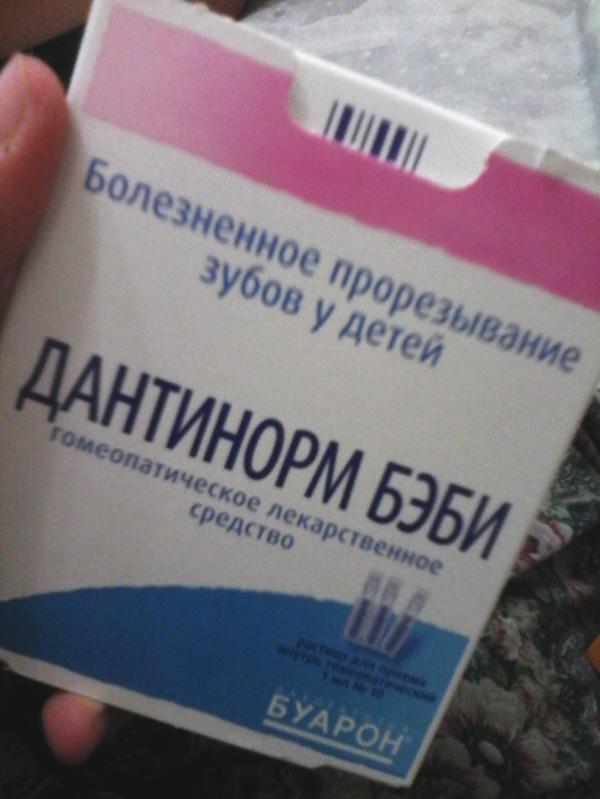 Болезненное прорезывание
зубов у детей
ДАНТИНОРМ БЭБИ
гомеопатическое лекарственное
средство
раствор для приема
внутрь гомеопатический
1 мл № 10
БУАРОН